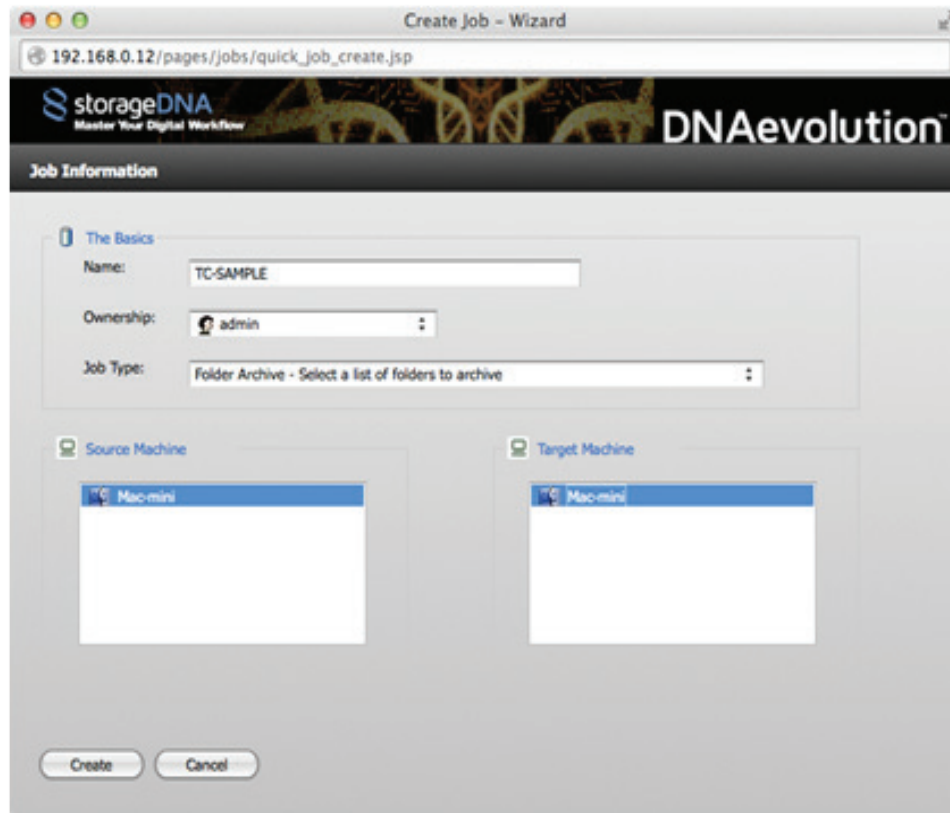 Create Job – Wizard
192.168.0.12/pages/jobs/quick_job_create.jsp
storageDNA
Master Your Digital Workflow
DNAevolution™
Job Information
The Basics
Name:
TC-SAMPLE
Ownership:
admin
Job Type:
Folder Archive - Select a list of folders to archive
Source Machine
Target Machine
Mac-mini
Mac-mini
Create
Cancel